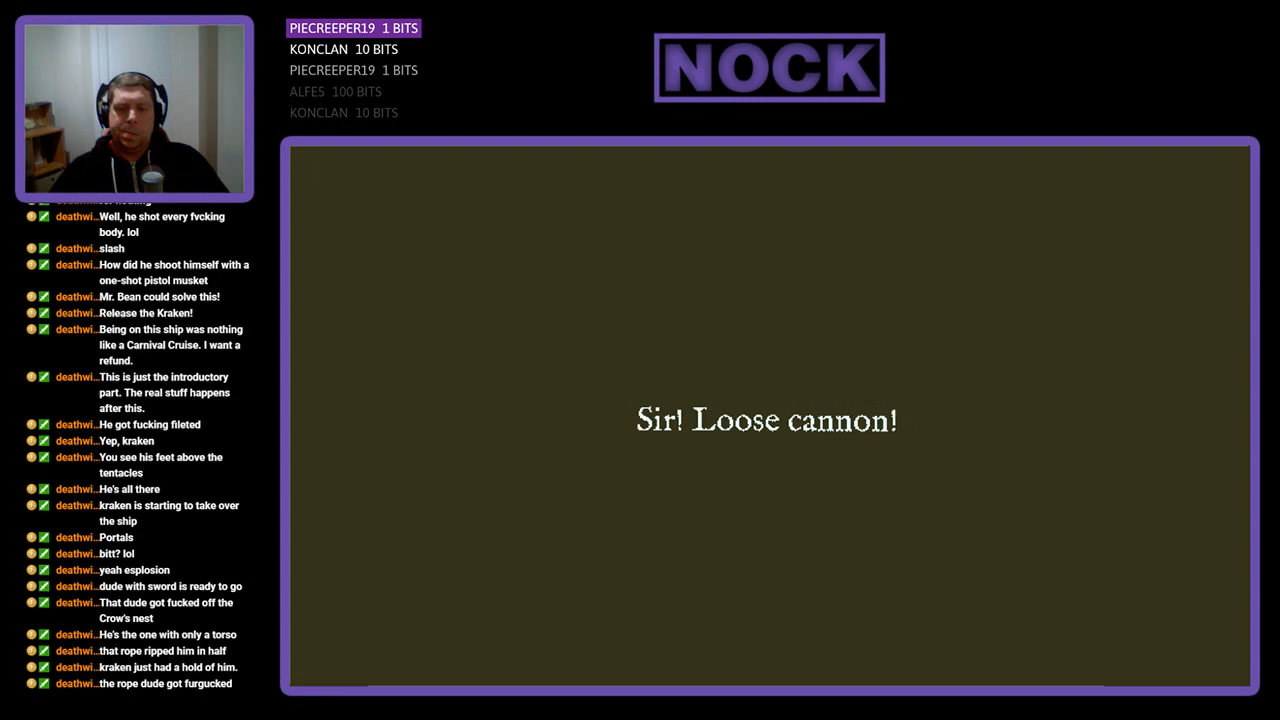 PIECREEPER19 1 BITS
KONCLAN 10 BITS
PIECREEPER19 1 BITS
ALFE5 100 BITS
KONCLAN 10 BITS
NOCK
deathwi...Well, he shot every fvcking
body. lol
deathwi...slash
deathwi...How did he shoot himself with a
one-shot pistol musket
deathwi...Mr. Bean could solve this!
deathwi...Release the Kraken!
deathwi...Being on this ship was nothing
like a Carnival Cruise. I want a
refund.
deathwi...This is just the introductory
part. The real stuff happens
after this.
deathwi...He got fucking fileted
deathwi...Yep, kraken
deathwi...You see his feet above the
tentacles
deathwi...He's all there
deathwi...kraken is starting to take over
the ship
deathwi...Portals
deathwi...bitt? lol
deathwi...yeah esplosion
deathwi...dude with sword is ready to go
deathwi...That dude got fucked off the
Crow's nest
deathwi...He's the one with only a torso
deathwi...that rope ripped him in half
deathwi...kraken just had a hold of him.
deathwi...the rope dude got furgucked
Sir! Loose cannon!